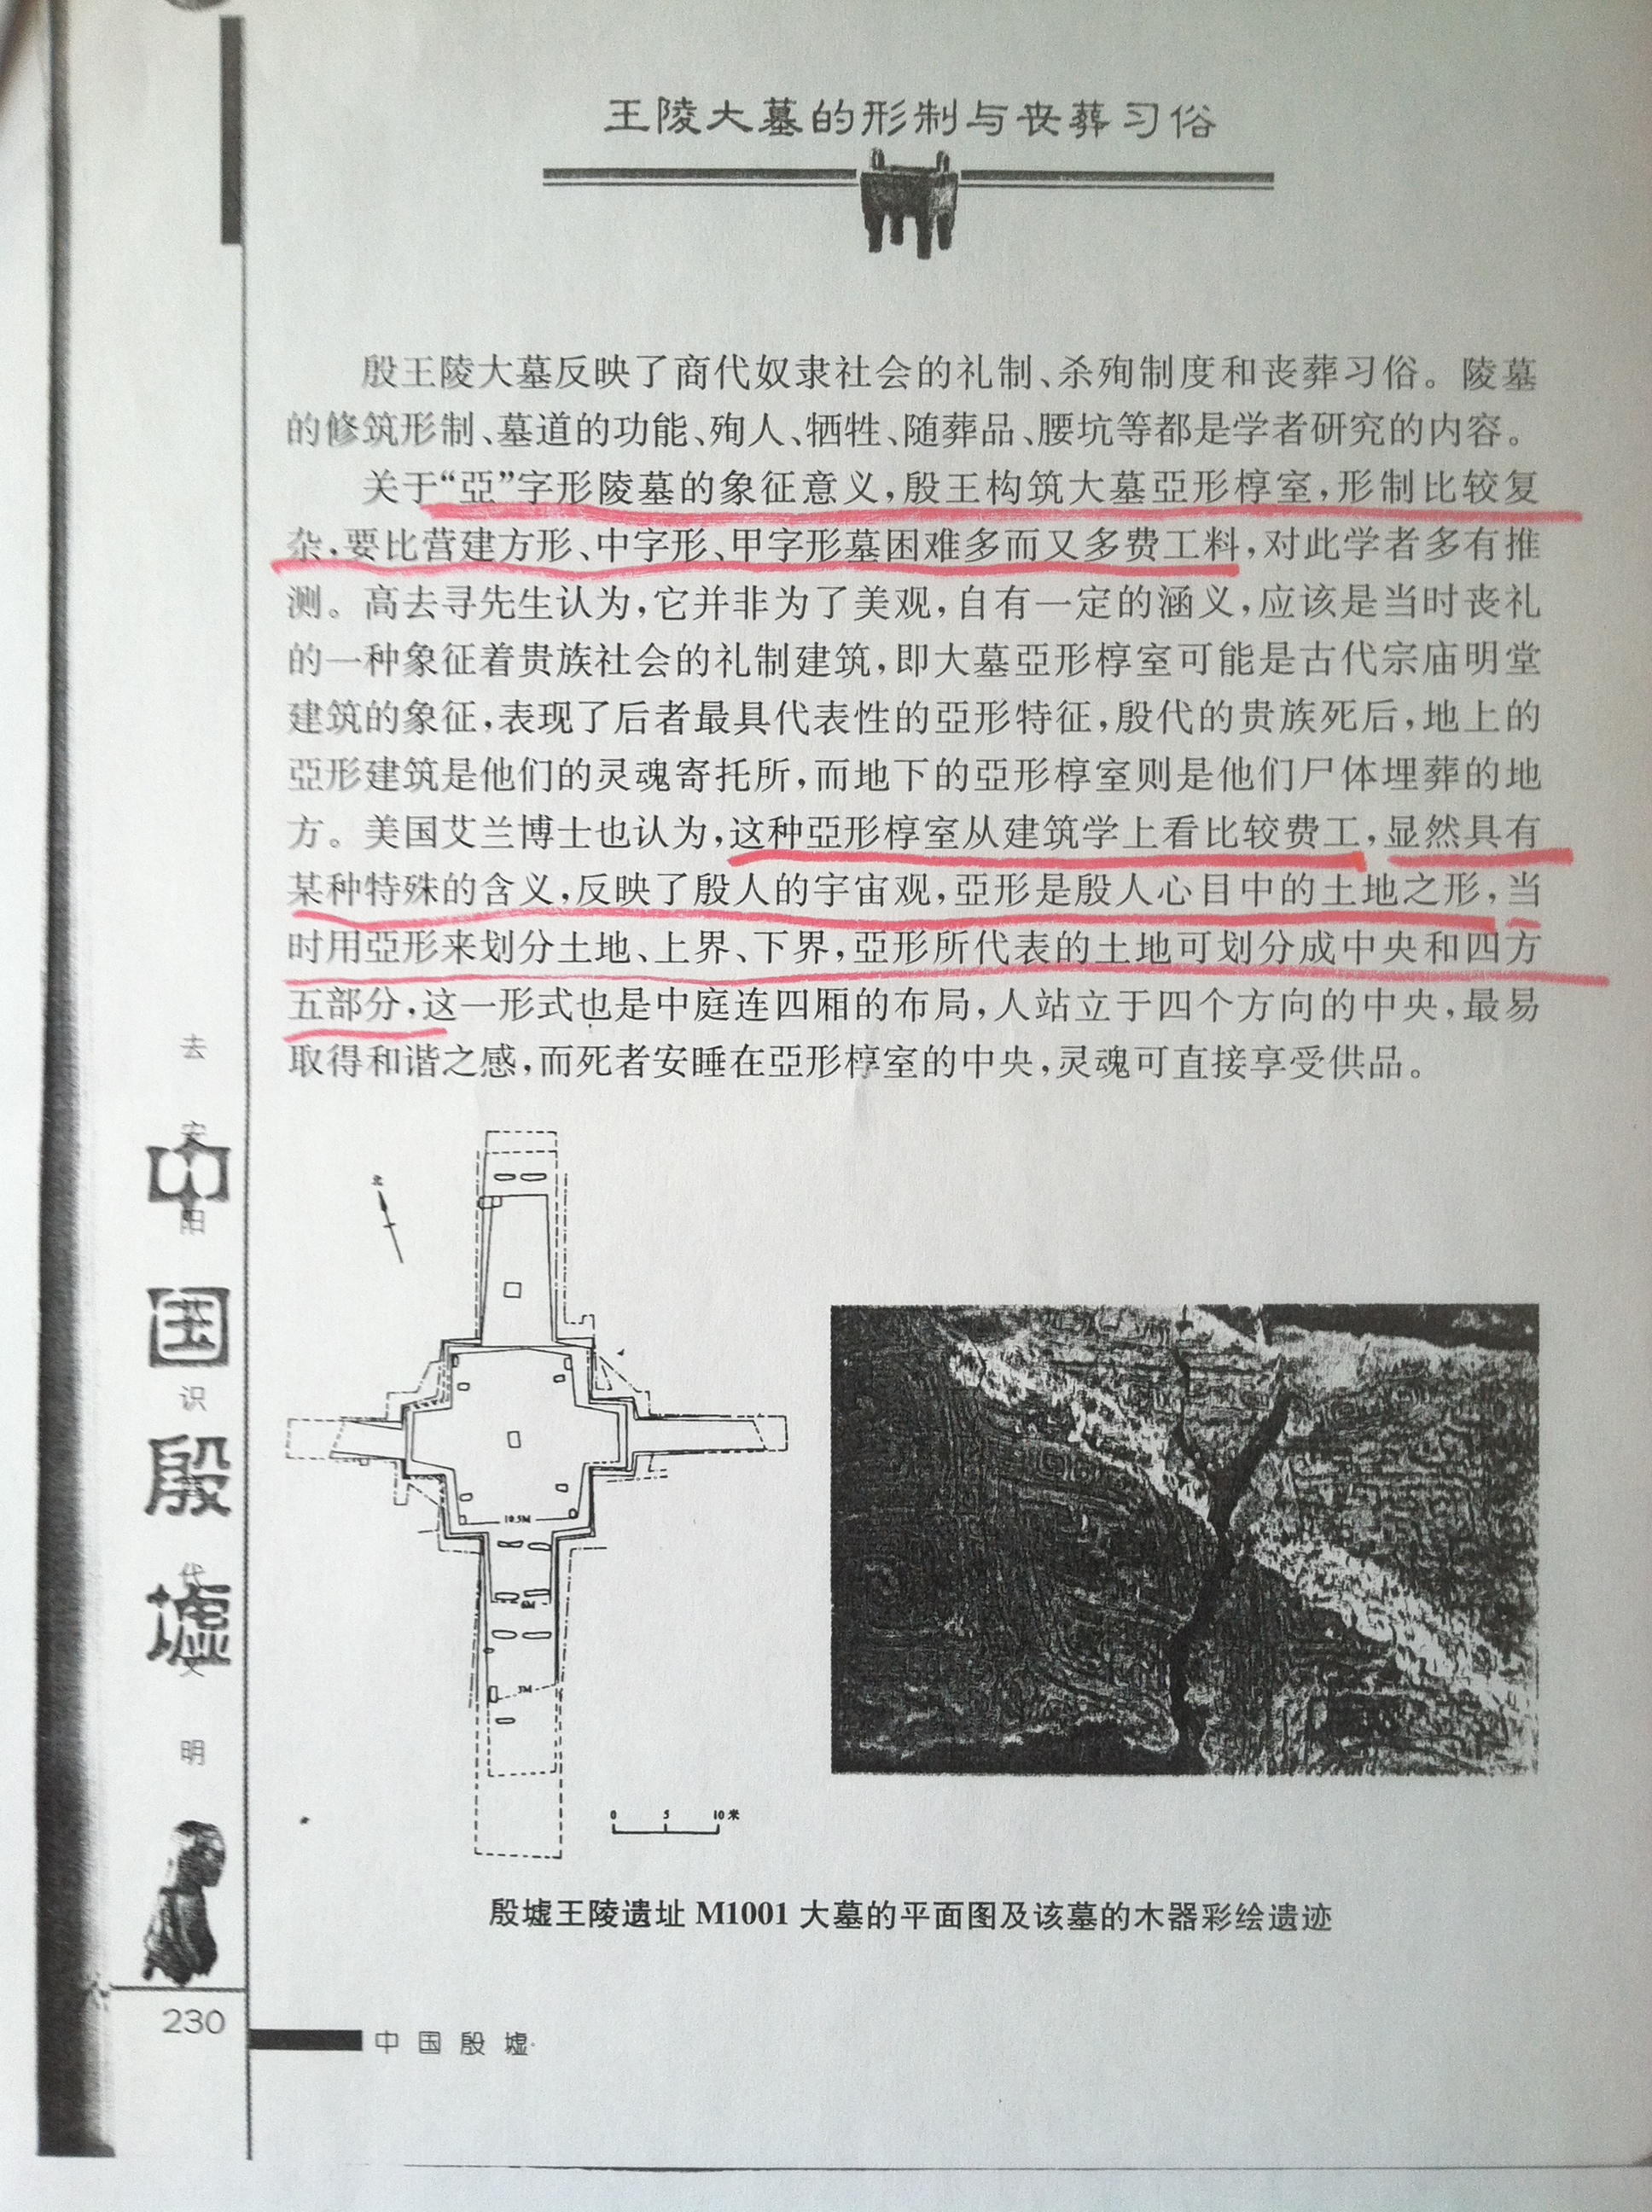 王陵大墓的形制与丧葬习俗
殷王陵大墓反映了商代奴隶社会的礼制、杀殉制度和丧葬习俗。陵墓
的修筑形制、墓道的功能、殉人、牺牲、随葬品、腰坑等都是学者研究的内容。
关于“亞”字形陵墓的象征意义,殷王构筑大墓亞形椁室,形制比较复
杂,要比营建方形、中字形、甲字形墓困难多而又多费工料,对此学者多有推
测。高去寻先生认为,它并非为了美观,自有一定的涵义,应该是当时丧礼
的一种象征着贵族社会的礼制建筑,即大墓亞形椁室可能是古代宗庙明堂
建筑的象征,表现了后者最具代表性的亞形特征,殷代的贵族死后,地上的
亞形建筑是他们的灵魂寄托所,而地下的亞形椁室则是他们尸体埋葬的地
方。美国艾兰博士也认为,这种亞形椁室从建筑学上看比较费工,显然具有
某种特殊的含义,反映了殷人的宇宙观,亞形是殷人心目中的土地之形,当
时用亞形来划分土地、上界、下界,亞形所代表的土地可划分成中央和四方
五部分,这一形式也是中庭连四厢的布局,人站立于四个方向的中央,最易
取得和谐之感,而死者安睡在亞形椁室的中央,灵魂可直接享受供品。
北
10.5M
6M
3M
0 5 10米
殷墟王陵遗址 M1001 大墓的平面图及该墓的木器彩绘遗迹
去安阳识代文明
中国殷墟
230
中国殷墟